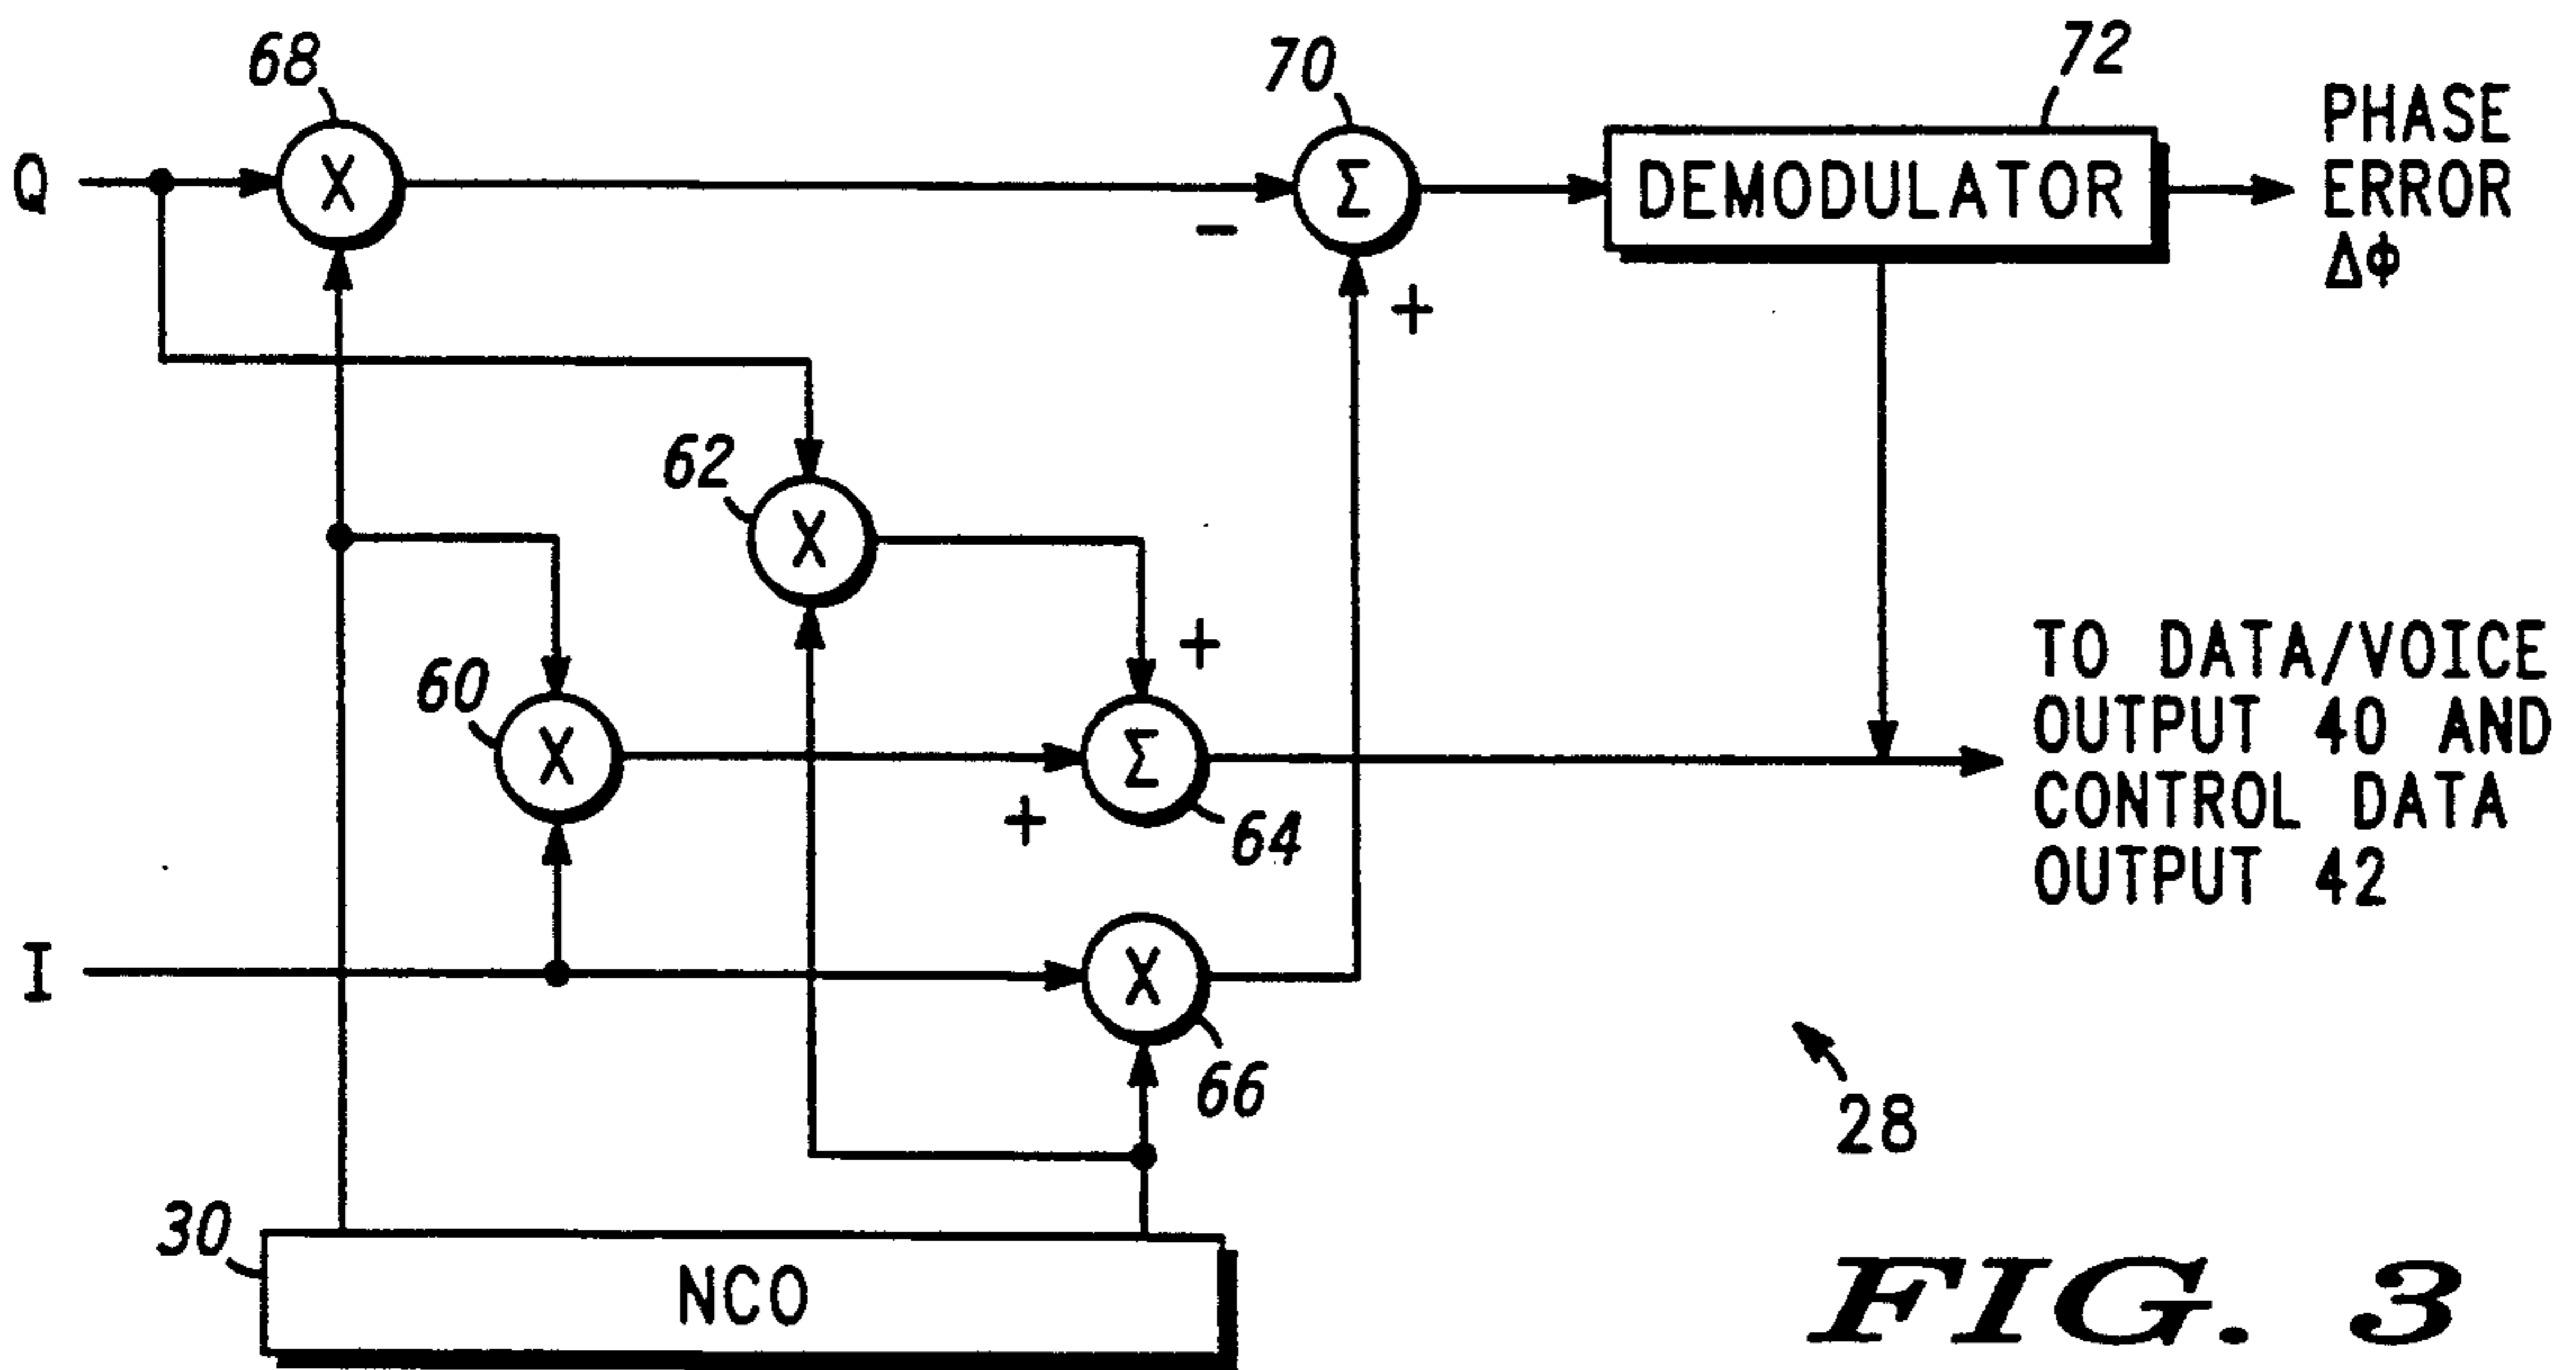 68
70
72
Q
X
Σ
DEMODULATOR
PHASE
ERROR
Δϕ
-
+
62
X
+
60
X
Σ
+
64
TO DATA/VOICE
OUTPUT 40 AND
CONTROL DATA
OUTPUT 42
I
X
66
28
30
NCO
FIG. 3